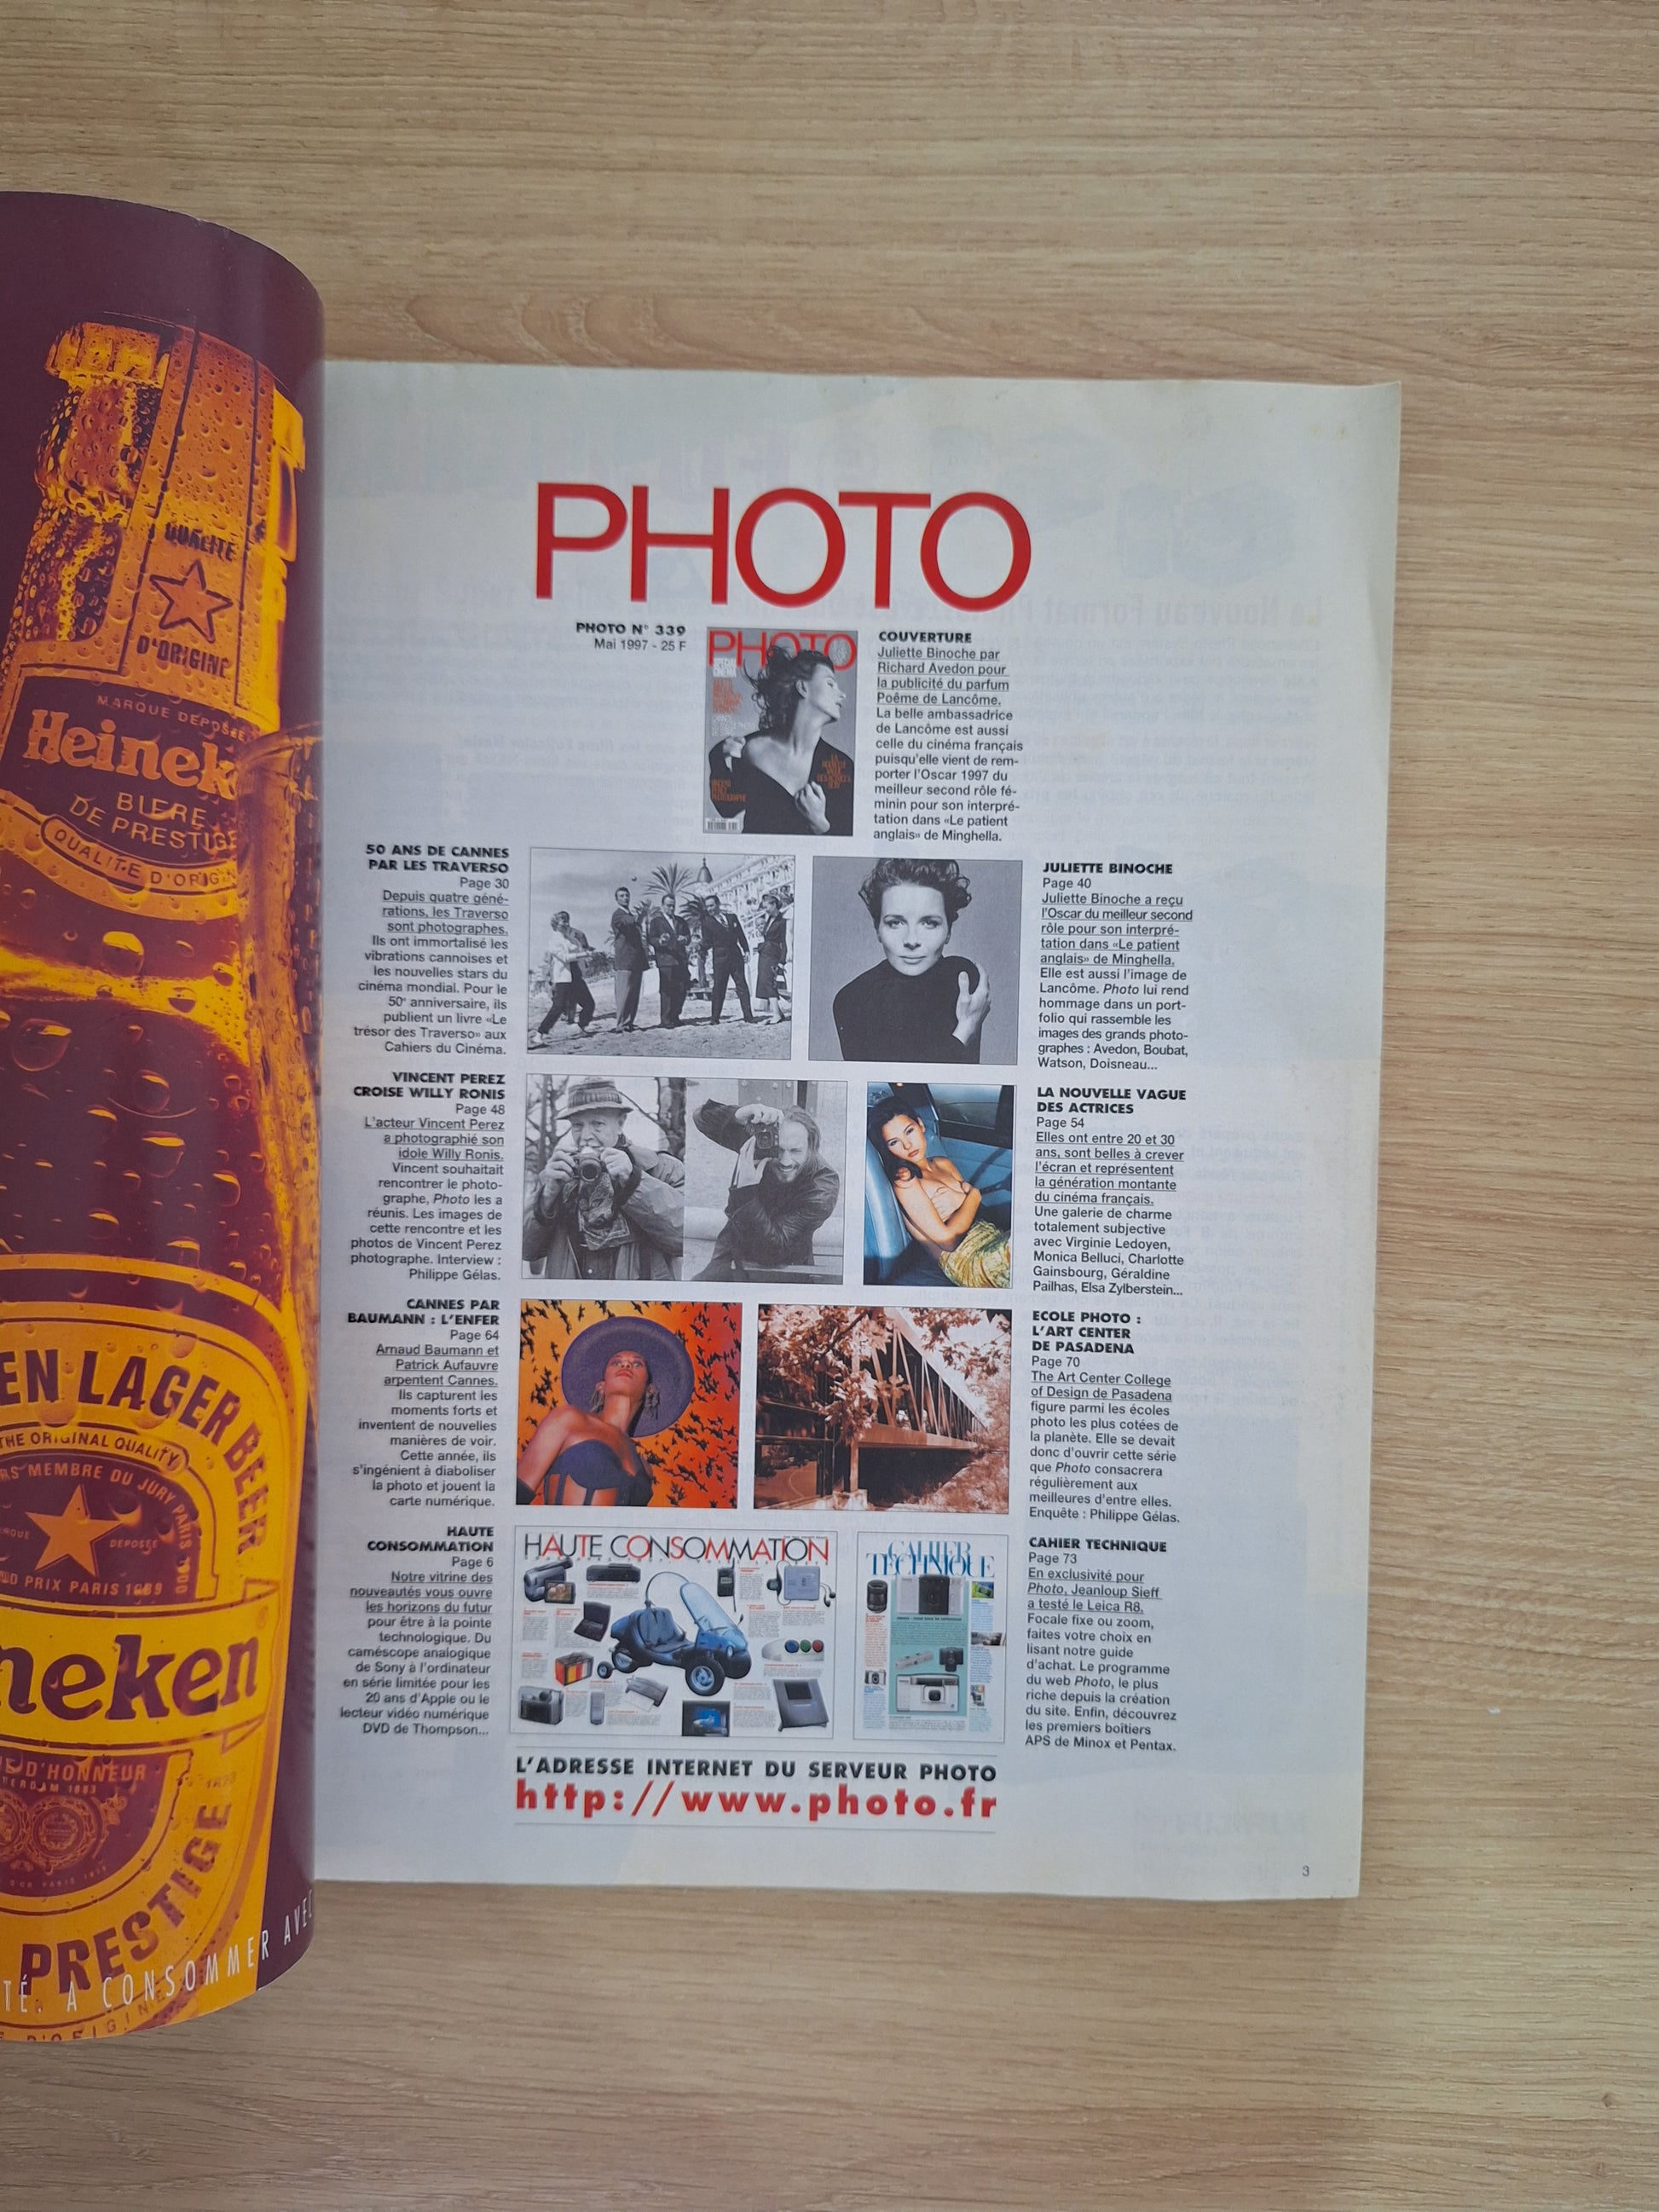 QUALITÉ
D'ORIGINE
MARQUE DEPOSÉE
Heinek
BIERE
DE PRESTIGE
QUALITE D'ORIGIN
EN LAGER BEER
THE ORIGINAL QUALITY
RS MEMBRE DU JURY PARIS 1900
DEPOSÉE
D PRIX PARIS 1889
neken
E D'HONNEUR
PRESTIGE
TÉ. A CONSOMMER AVEC
PHOTO
PHOTO N° 339
Mai 1997 - 25 F
PHOTO
COUVERTURE
Juliette Binoche par
Richard Avedon pour
la publicité du parfum
Poême de Lancôme.
La belle ambassadrice
de Lancôme est aussi
celle du cinéma français
puisqu'elle vient de rem-
porter l'Oscar 1997 du
meilleur second rôle fé-
minin pour son interpré-
tation dans «Le patient
anglais» de Minghella.
50 ANS DE CANNES
PAR LES TRAVERSO
Page 30
Depuis quatre géné-
rations, les Traverso
sont photographes.
Ils ont immortalisé les
vibrations cannoises et
les nouvelles stars du
cinéma mondial. Pour le
50e anniversaire, ils
publient un livre «Le
trésor des Traverso» aux
Cahiers du Cinéma.
JULIETTE BINOCHE
Page 40
Juliette Binoche a reçu
l'Oscar du meilleur second
rôle pour son interpré-
tation dans «Le patient
anglais» de Minghella.
Elle est aussi l'image de
Lancôme. Photo lui rend
hommage dans un port-
folio qui rassemble les
images des grands photo-
graphes : Avedon, Boubat,
Watson, Doisneau...
VINCENT PEREZ
CROISE WILLY RONIS
Page 48
L'acteur Vincent Perez
a photographié son
idole Willy Ronis.
Vincent souhaitait
rencontrer le photo-
graphe, Photo les a
réunis. Les images de
cette rencontre et les
photos de Vincent Perez
photographe. Interview :
Philippe Gélas.
LA NOUVELLE VAGUE
DES ACTRICES
Page 54
Elles ont entre 20 et 30
ans, sont belles à crever
l'écran et représentent
la génération montante
du cinéma français.
Une galerie de charme
totalement subjective
avec Virginie Ledoyen,
Monica Belluci, Charlotte
Gainsbourg, Géraldine
Pailhas, Elsa Zylberstein...
CANNES PAR
BAUMANN : L'ENFER
Page 64
Arnaud Baumann et
Patrick Aufauvre
arpentent Cannes.
Ils capturent les
moments forts et
inventent de nouvelles
manières de voir.
Cette année, ils
s'ingénient à diaboliser
la photo et jouent la
carte numérique.
ECOLE PHOTO :
L'ART CENTER
DE PASADENA
Page 70
The Art Center College
of Design de Pasadena
figure parmi les écoles
photo les plus cotées de
la planète. Elle se devait
donc d'ouvrir cette série
que Photo consacrera
régulièrement aux
meilleures d'entre elles.
Enquête : Philippe Gélas.
HAUTE
CONSOMMATION
Page 6
Notre vitrine des
nouveautés vous ouvre
les horizons du futur
pour être à la pointe
technologique. Du
caméscope analogique
de Sony à l'ordinateur
en série limitée pour les
20 ans d'Apple ou le
lecteur vidéo numérique
DVD de Thompson...
HAUTE CONSOMMATION
CAHIER
TECHNIQUE
CAHIER TECHNIQUE
Page 73
En exclusivité pour
Photo, Jeanloup Sieff
a testé le Leica R8.
Focale fixe ou zoom,
faites votre choix en
lisant notre guide
d'achat. Le programme
du web Photo, le plus
riche depuis la création
du site. Enfin, découvrez
les premiers boîtiers
APS de Minox et Pentax.
L'ADRESSE INTERNET DU SERVEUR PHOTO
http://www.photo.fr
3